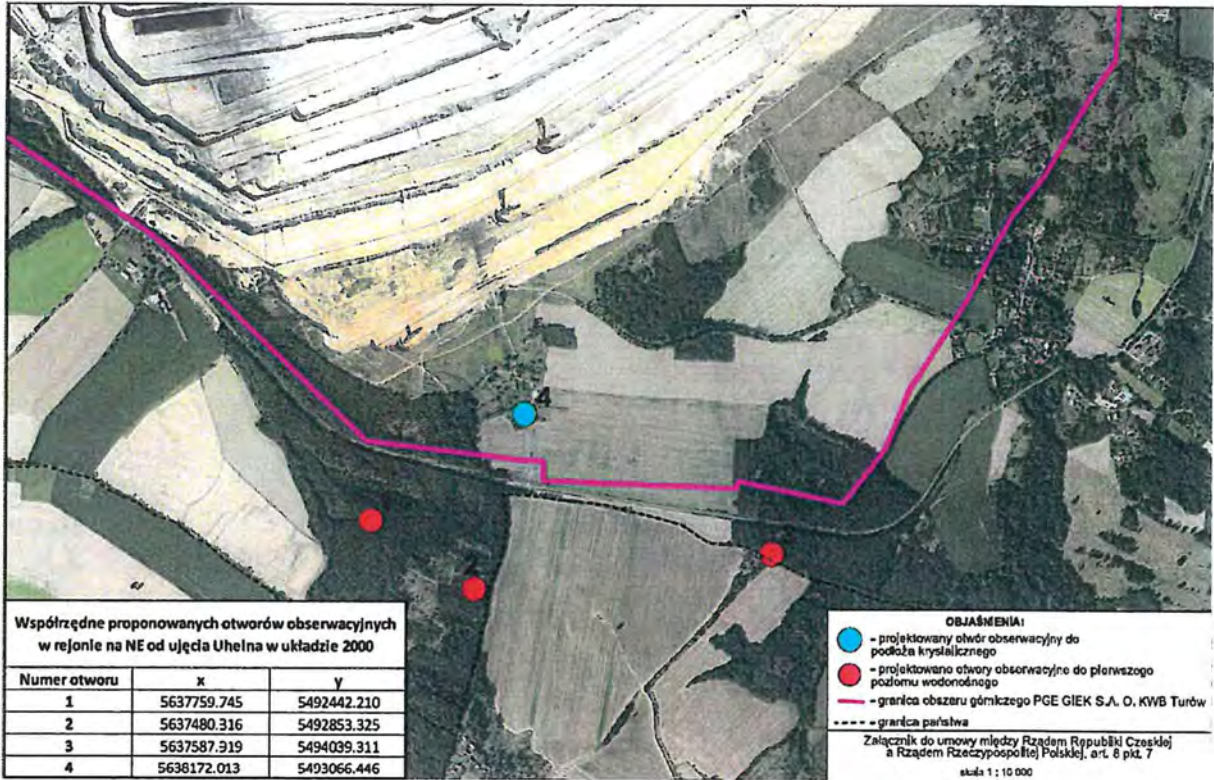 4
Współrzędne proponowanych otworów obserwacyjnych
w rejonie na NE od ujęcia Uhelna w układzie 2000
Numer otworu x y
1 5637759.745 5492442.210
2 5637480.316 5492853.325
3 5637587.919 5494039.311
4 5638172.013 5493066.446
OBJAŚNIENIA:
- projektowany otwór obserwacyjny do
podłoża krystalicznego
- projektowane otwory obserwacyjne do pierwszego
poziomu wodonośnego
- granica obszaru górniczego PGE GIEK S.A. O. KWB Turów
- granica państwa
Załącznik do umowy między Rządem Republiki Czeskiej
a Rządem Rzeczypospolitej Polskiej, art. 8 pkt. 7
skala 1 : 10 000